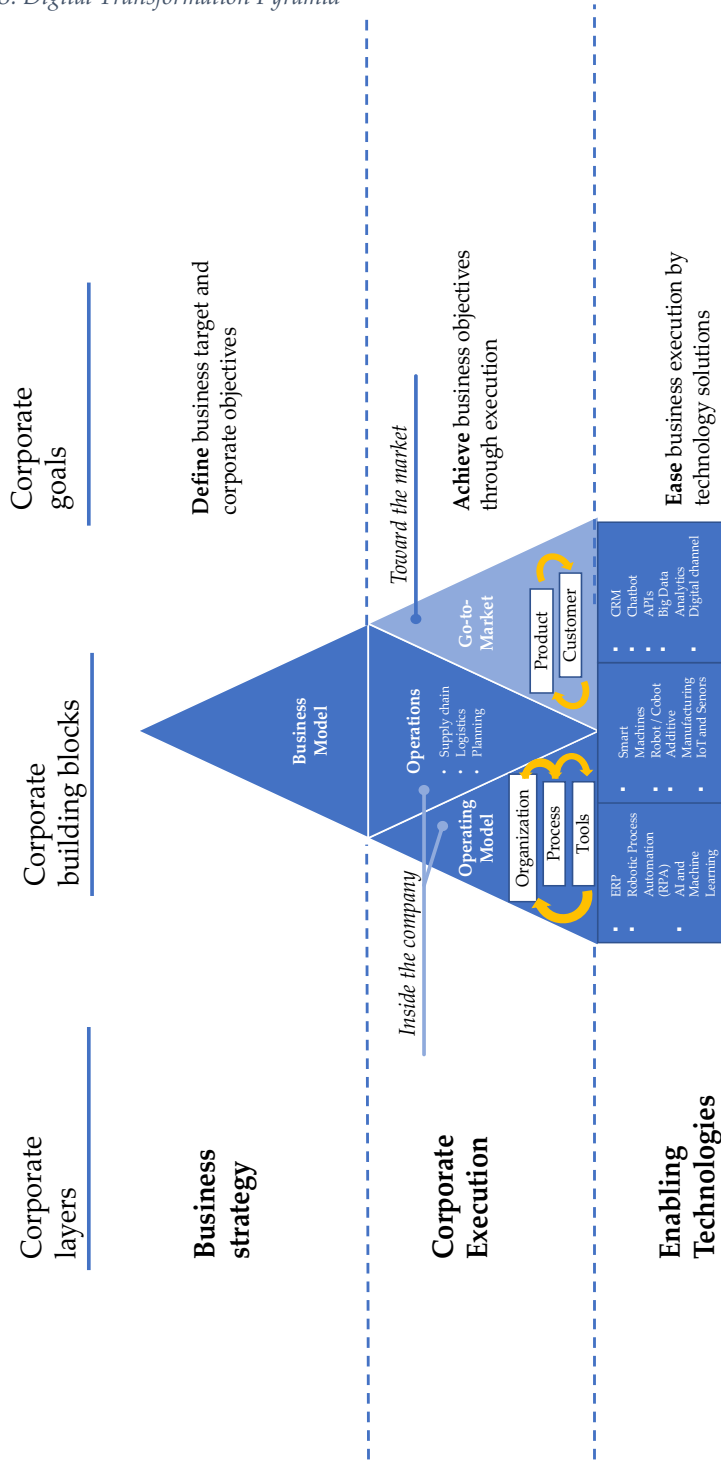 8. Digital Transformation Pyramid
Corporate
layers
Corporate
building blocks
Corporate
goals
Business
strategy
Business
Model
Define business target and
corporate objectives
Inside the company
Toward the market
Corporate
Execution
Operating
Model
Organization
Process
Tools
Operations
• Supply chain
• Logistics
• Planning
Go-to-
Market
Product
Customer
Achieve business objectives
through execution
Enabling
Technologies
▪ ERP
▪ Robotic Process
Automation
(RPA)
▪ AI and
Machine
Learning
▪ Smart
Machines
▪ Robot / Cobot
▪ Additive
Manufacturing
▪ IoT and Senors
▪ CRM
▪ Chatbot
▪ APIs
▪ Big Data
Analytics
▪ Digital channel
Ease business execution by
technology solutions